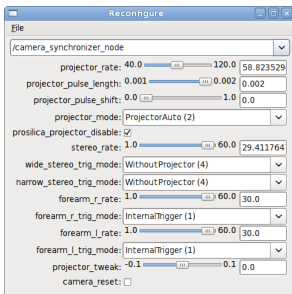 Reconfigure
File
/camera_synchronizer_node
projector_rate: 40.0 120.0 58.823529
projector_pulse_length: 0.001 0.002 0.002
projector_pulse_shift: 0.0 1.0 0.0
projector_mode: ProjectorAuto (2)
prosilica_projector_disable:
stereo_rate: 1.0 60.0 29.4117647
wide_stereo_trig_mode: WithoutProjector (4)
narrow_stereo_trig_mode: WithoutProjector (4)
forearm_r_rate: 1.0 60.0 30.0
forearm_r_trig_mode: InternalTrigger (1)
forearm_l_rate: 1.0 60.0 30.0
forearm_l_trig_mode: InternalTrigger (1)
projector_tweak: -0.1 0.1 0.0
camera_reset: